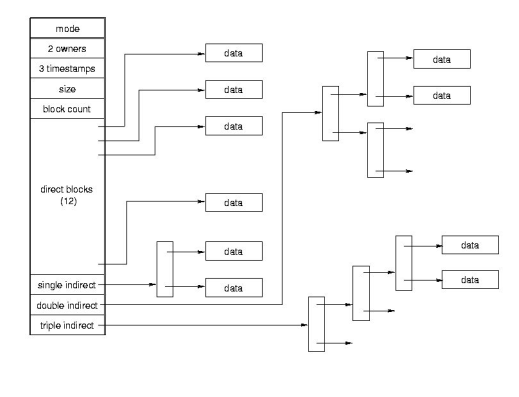 mode
2 owners
3 timestamps
size
block count
direct blocks
(12)
single indirect
double indirect
triple indirect
data
data
data
data
data
data
data
data
data
data